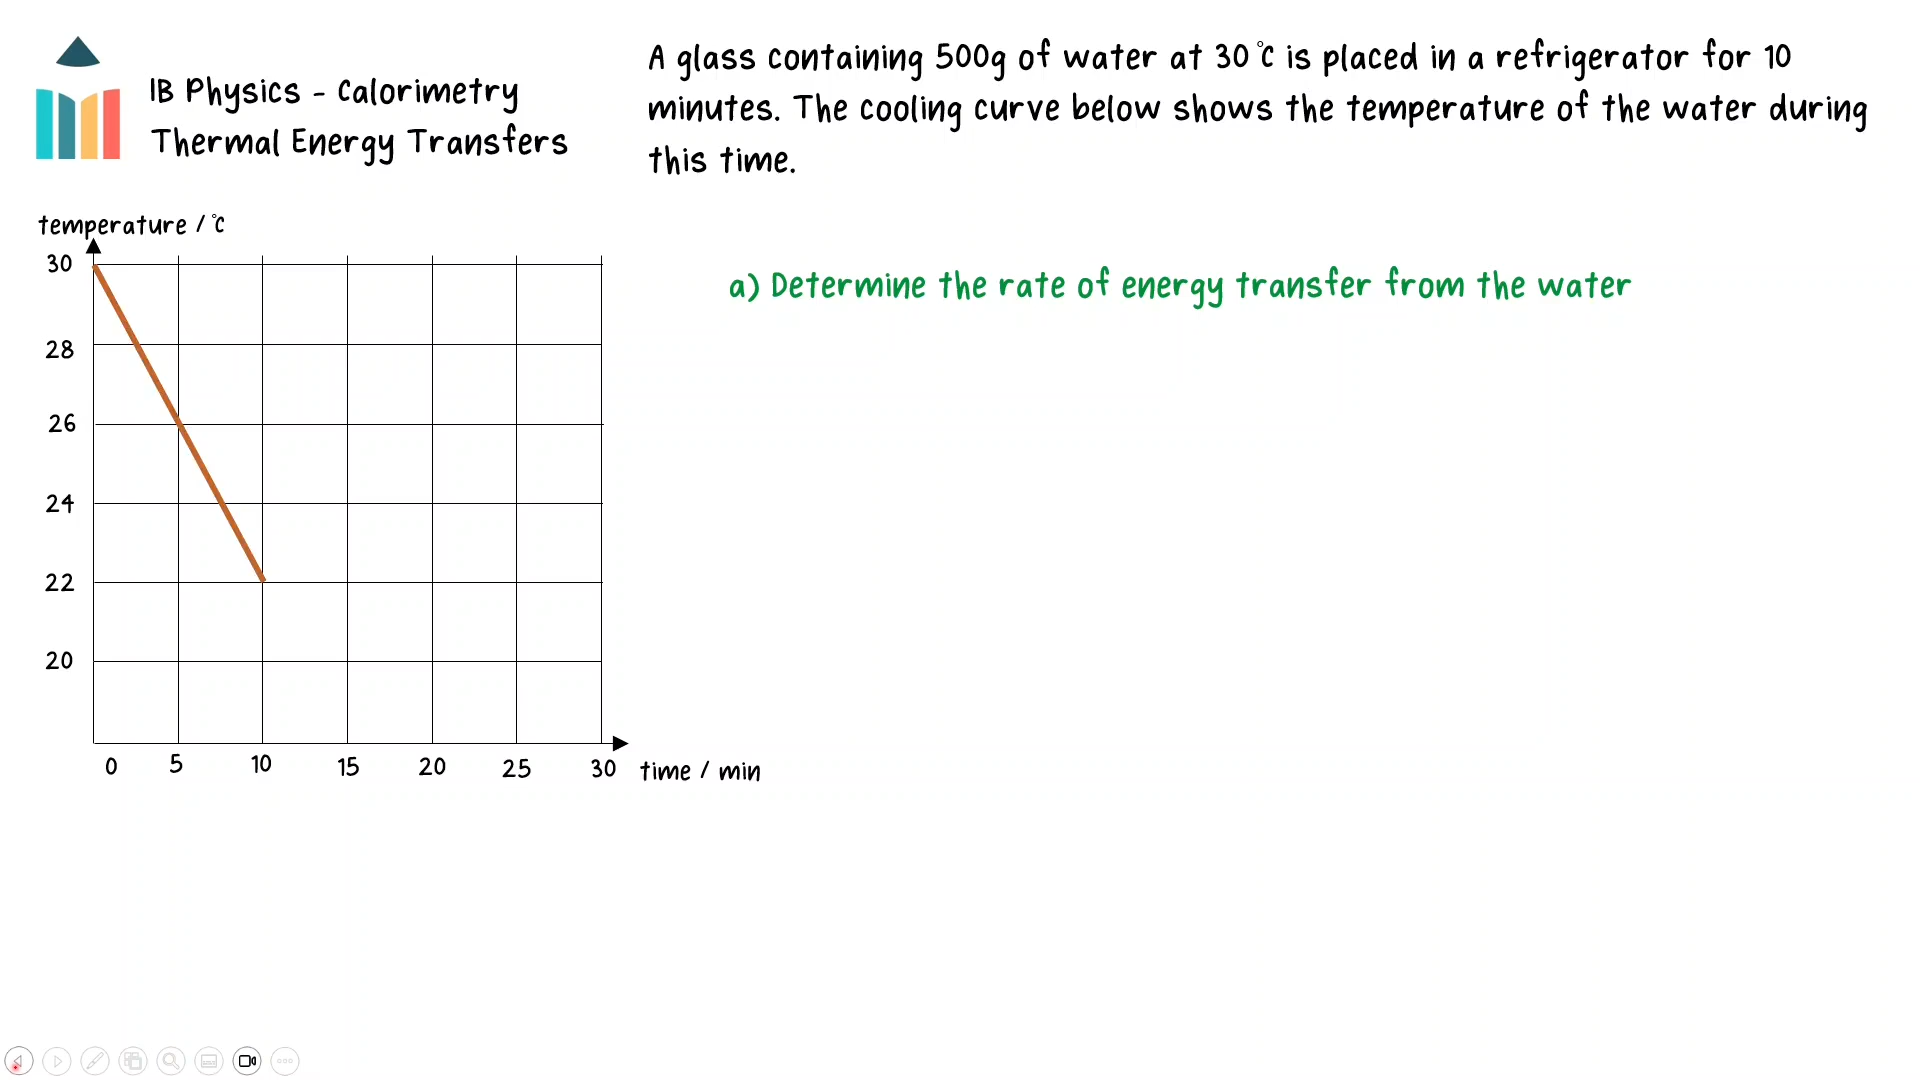 IB Physics - Calorimetry
Thermal Energy Transfers
A glass containing 500g of water at 30℃ is placed in a refrigerator for 10
minutes. The cooling curve below shows the temperature of the water during
this time.
temperature / ℃
a) Determine the rate of energy transfer from the water
30
28
26
24
22
20
0 5 10 15 20 25 30
time / min